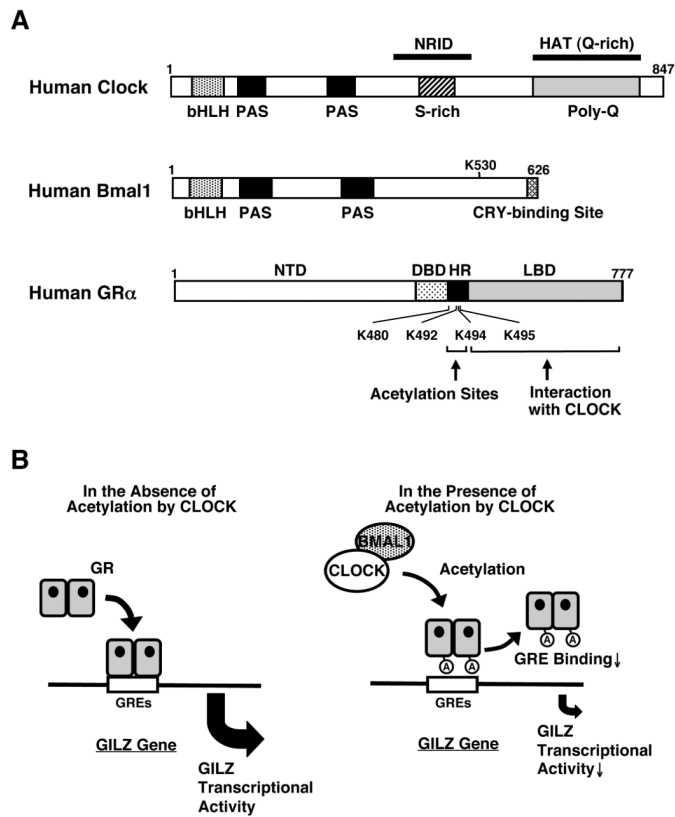 A
NRID
HAT (Q-rich)
1
847
Human Clock
bHLH
PAS
PAS
S-rich
Poly-Q
K530
1
626
Human Bmal1
bHLH
PAS
PAS
CRY-binding Site
NTD
DBD
HR
LBD
1
777
Human GRα
K480
K492
K494
K495
Acetylation Sites
Interaction
with CLOCK
B
In the Absence of
Acetylation by CLOCK
GR
GREs
GILZ Gene
GILZ
Transcriptional
Activity
In the Presence of
Acetylation by CLOCK
BMAL1
CLOCK
Acetylation
A
A
A
A
GRE Binding↓
GREs
GILZ Gene
GILZ
Transcriptional
Activity↓